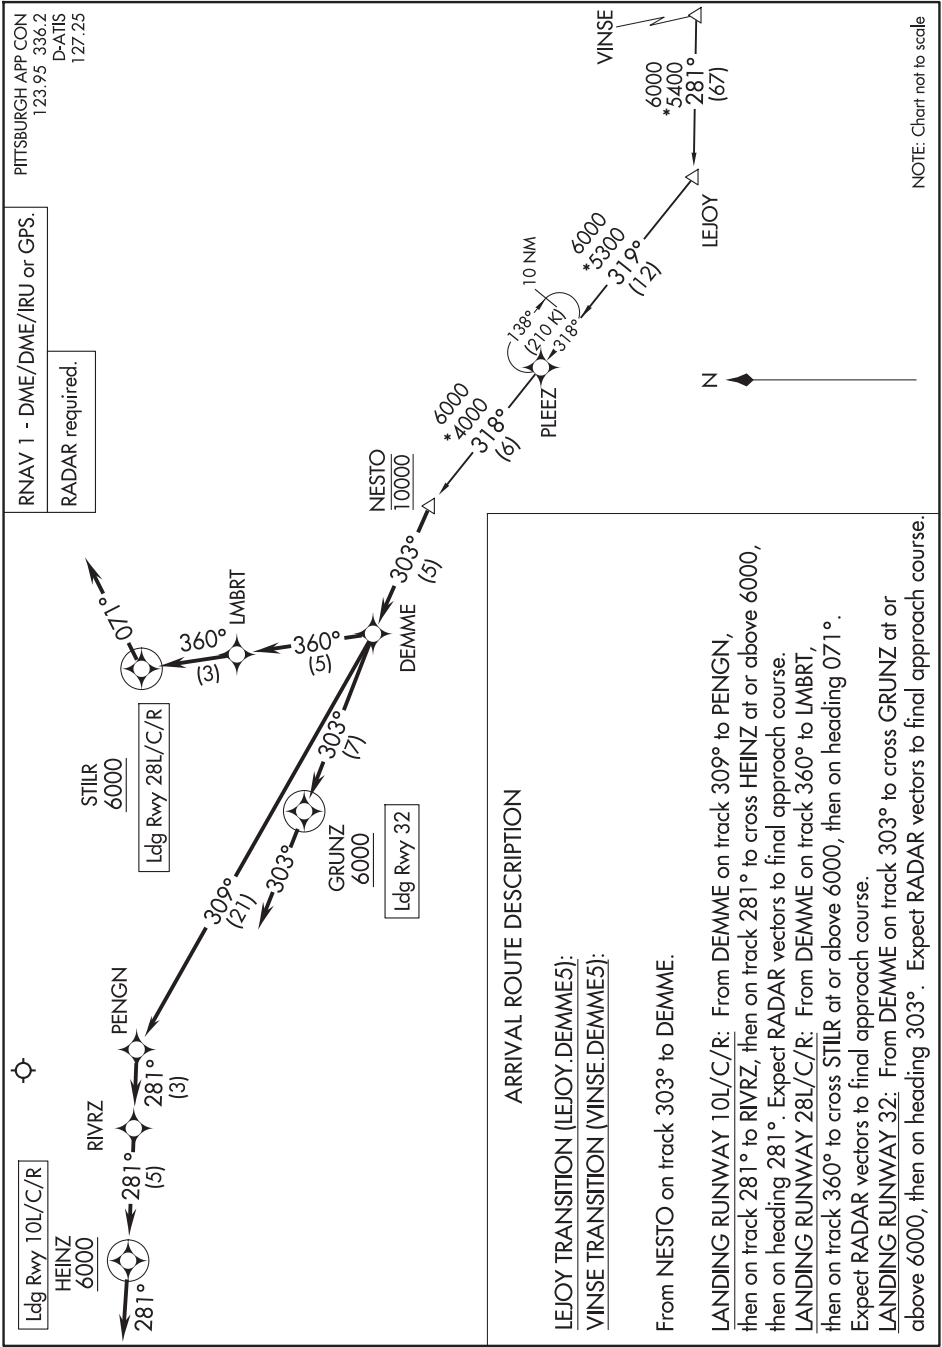 PITTSBURGH APP CON
123.95 336.2
D-ATIS
127.25
RNAV 1 - DME/DME/IRU or GPS.
RADAR required.
Ldg Rwy 10L/C/R
HEINZ
6000
281°
281°
(5)
RIVRZ
281°
(3)
PENGN
309°
(21)
STILR
6000
Ldg Rwy 28L/C/R
071°
360°
(3)
LMBRT
360°
(5)
GRUNZ
6000
Ldg Rwy 32
303°
303°
(7)
DEMME
303°
(5)
NESTO
10000
6000
*4000
318°
(6)
PLEEZ
138°
(210 K)
318°
10 NM
6000
*5300
319°
(12)
LEJOY
VINSE
6000
*5400
281°
(67)
N
NOTE: Chart not to scale
ARRIVAL ROUTE DESCRIPTION
LEJOY TRANSITION (LEJOY.DEMME5):
VINSE TRANSITION (VINSE.DEMME5):
From NESTO on track 303° to DEMME.
LANDING RUNWAY 10L/C/R: From DEMME on track 309° to PENGN,
then on track 281° to RIVRZ, then on track 281° to cross HEINZ at or above 6000,
then on heading 281°. Expect RADAR vectors to final approach course.
LANDING RUNWAY 28L/C/R: From DEMME on track 360° to LMBRT,
then on track 360° to cross STILR at or above 6000, then on heading 071°.
Expect RADAR vectors to final approach course.
LANDING RUNWAY 32: From DEMME on track 303° to cross GRUNZ at or
above 6000, then on heading 303°. Expect RADAR vectors to final approach course.